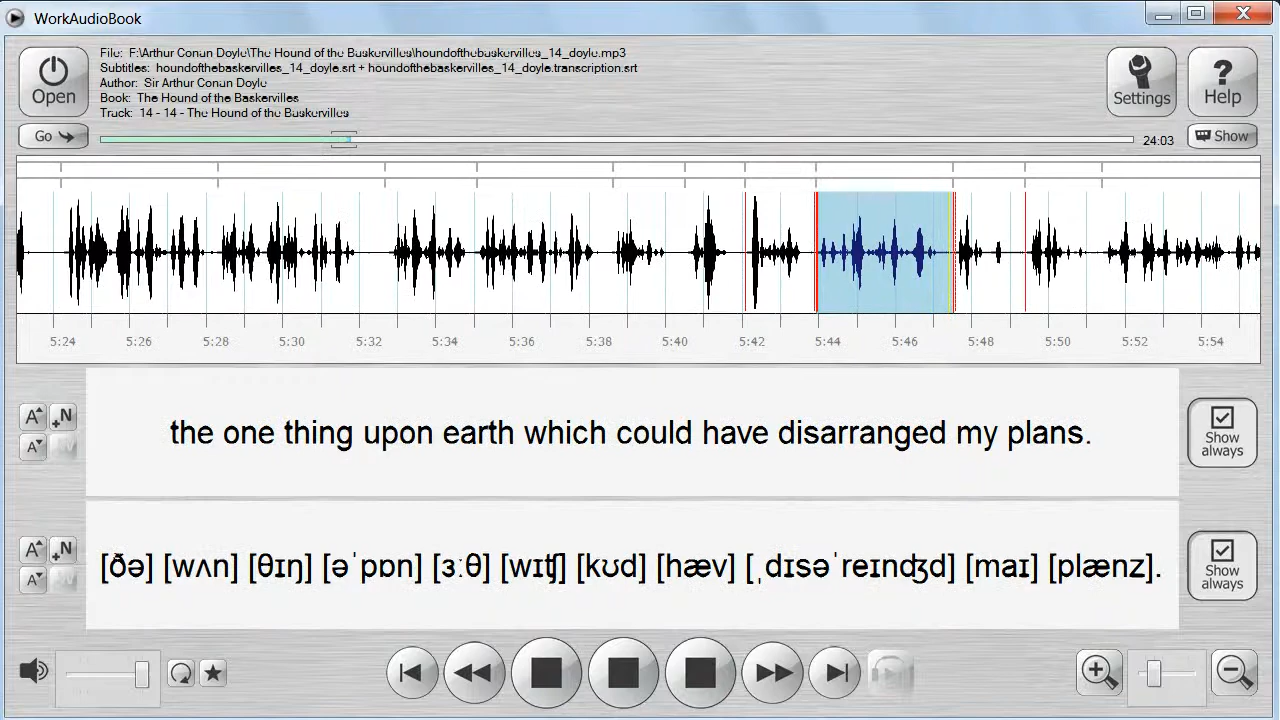 WorkAudioBook
File: F:\Arthur Conan Doyle\The Hound of the Baskervilles\houndofthebaskervilles_14_doyle.mp3
Subtitles: houndofthebaskervilles_14_doyle.srt + houndofthebaskervilles_14_doyle.transcription.srt
Author: Sir Arthur Conan Doyle
Book: The Hound of the Baskervilles
Track: 14 - 14 - The Hound of the Baskervilles
Open
Settings
Help
Go
24:03
Show
5:24 5:26 5:28 5:30 5:32 5:34 5:36 5:38 5:40 5:42 5:44 5:46 5:48 5:50 5:52 5:54
A N
A
the one thing upon earth which could have disarranged my plans.
Show
always
A N
A
[ðə] [wʌn] [θɪŋ] [əˈpɒn] [ɜːθ] [wɪʧ] [kʊd] [hæv] [ˌdɪsəˈreɪnʤd] [maɪ] [plænz].
Show
always